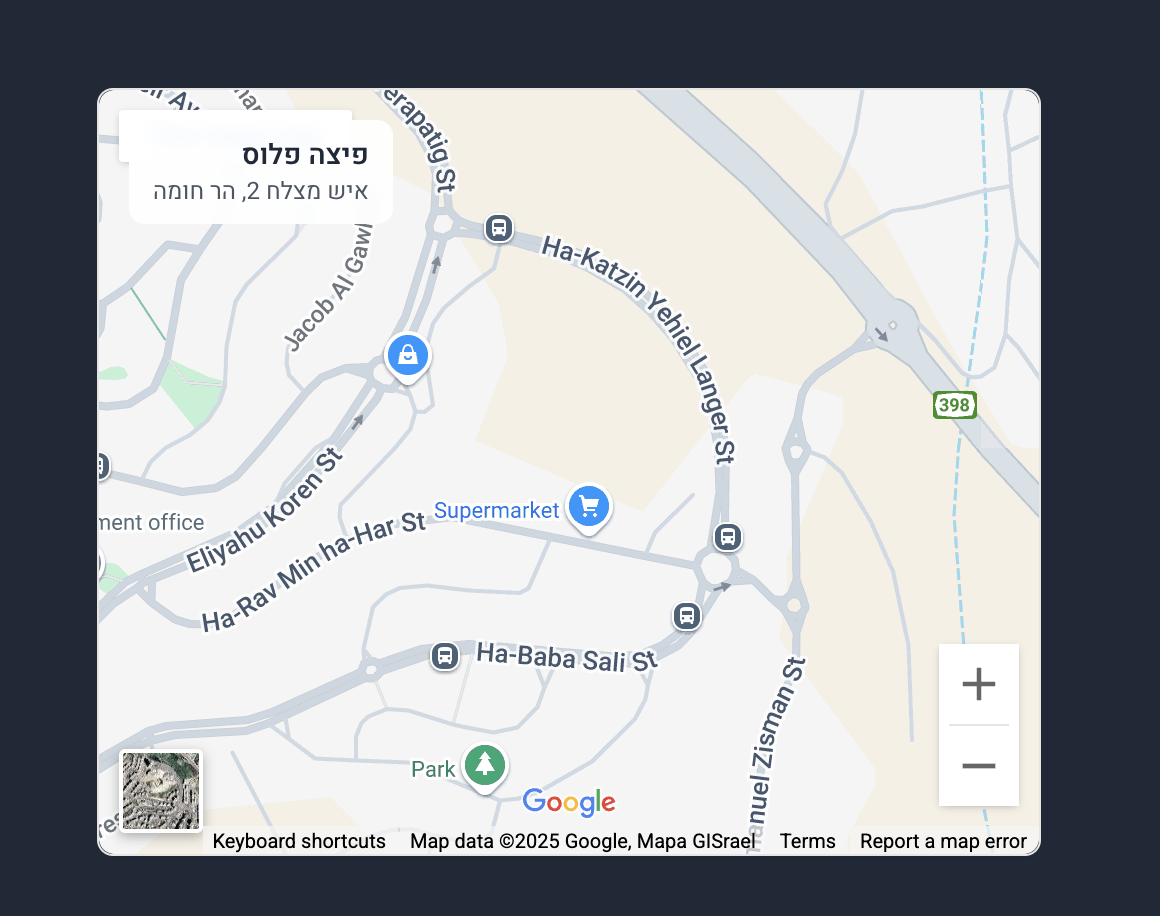 פיצה פלוס
איש מצלח 2, הר חומה
erapatig St
Ha-Katzin Yehiel Langer St
Jacob Al Gawi
398
Eliyahu Koren St
ment office
Supermarket
Ha-Rav Min ha-Har St
Ha-Baba Sali St
anuel Zisman St
Park
Google
Keyboard shortcuts
Map data ©2025 Google, Mapa GISrael
Terms
Report a map error